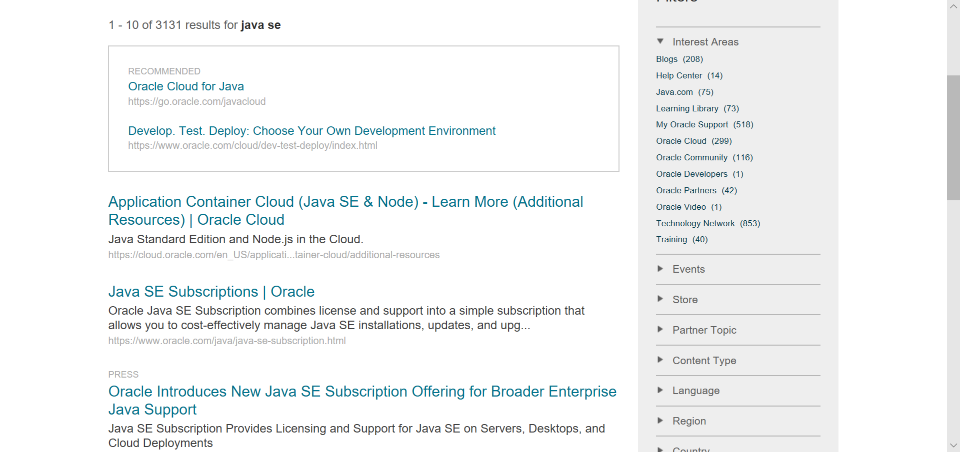 1 - 10 of 3131 results for java se
RECOMMENDED
Oracle Cloud for Java
https://go.oracle.com/javacloud
Develop. Test. Deploy: Choose Your Own Development Environment
https://www.oracle.com/cloud/dev-test-deploy/index.html
Application Container Cloud (Java SE & Node) - Learn More (Additional
Resources) | Oracle Cloud
Java Standard Edition and Node.js in the Cloud.
https://cloud.oracle.com/en_US/applicati...tainer-cloud/additional-resources
Java SE Subscriptions | Oracle
Oracle Java SE Subscription combines license and support into a simple subscription that
allows you to cost-effectively manage Java SE installations, updates, and upg...
https://www.oracle.com/java/java-se-subscription.html
PRESS
Oracle Introduces New Java SE Subscription Offering for Broader Enterprise
Java Support
Java SE Subscription Provides Licensing and Support for Java SE on Servers, Desktops, and
Cloud Deployments
Filters
Interest Areas
Blogs (208)
Help Center (14)
Java.com (75)
Learning Library (73)
My Oracle Support (518)
Oracle Cloud (299)
Oracle Community (116)
Oracle Developers (1)
Oracle Partners (42)
Oracle Video (1)
Technology Network (853)
Training (40)
Events
Store
Partner Topic
Content Type
Language
Region
Country